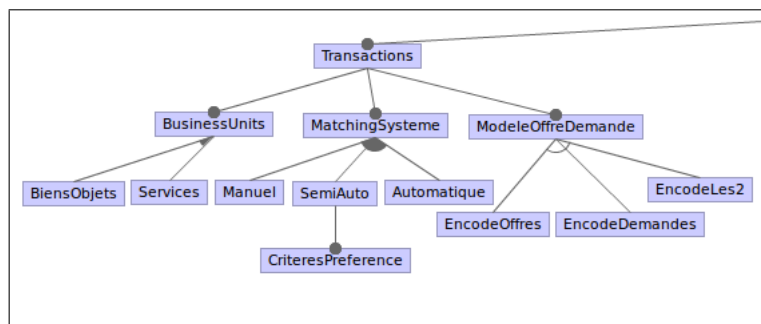 Transactions
BusinessUnits
MatchingSysteme
ModeleOffreDemande
BiensObjets
Services
Manuel
SemiAuto
Automatique
EncodeLes2
EncodeOffres
EncodeDemandes
CriteresPreference